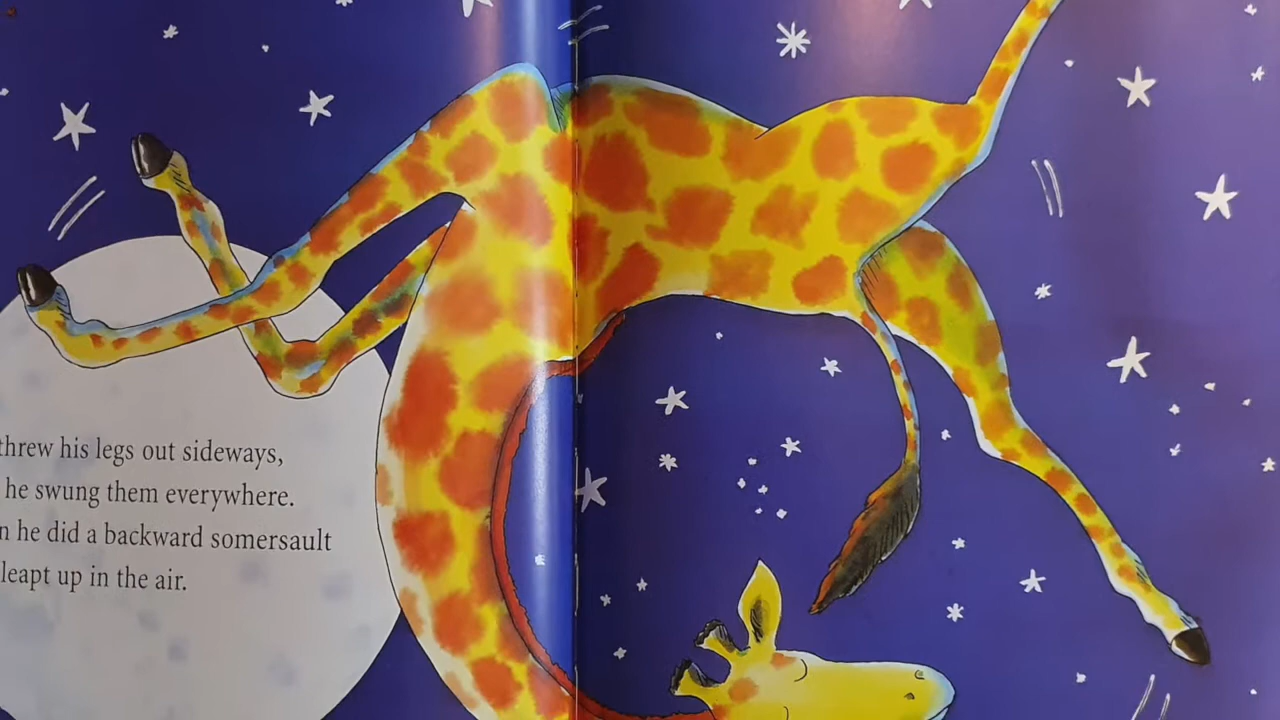 threw his legs out sideways,
he swung them everywhere.
he did a backward somersault
leapt up in the air.